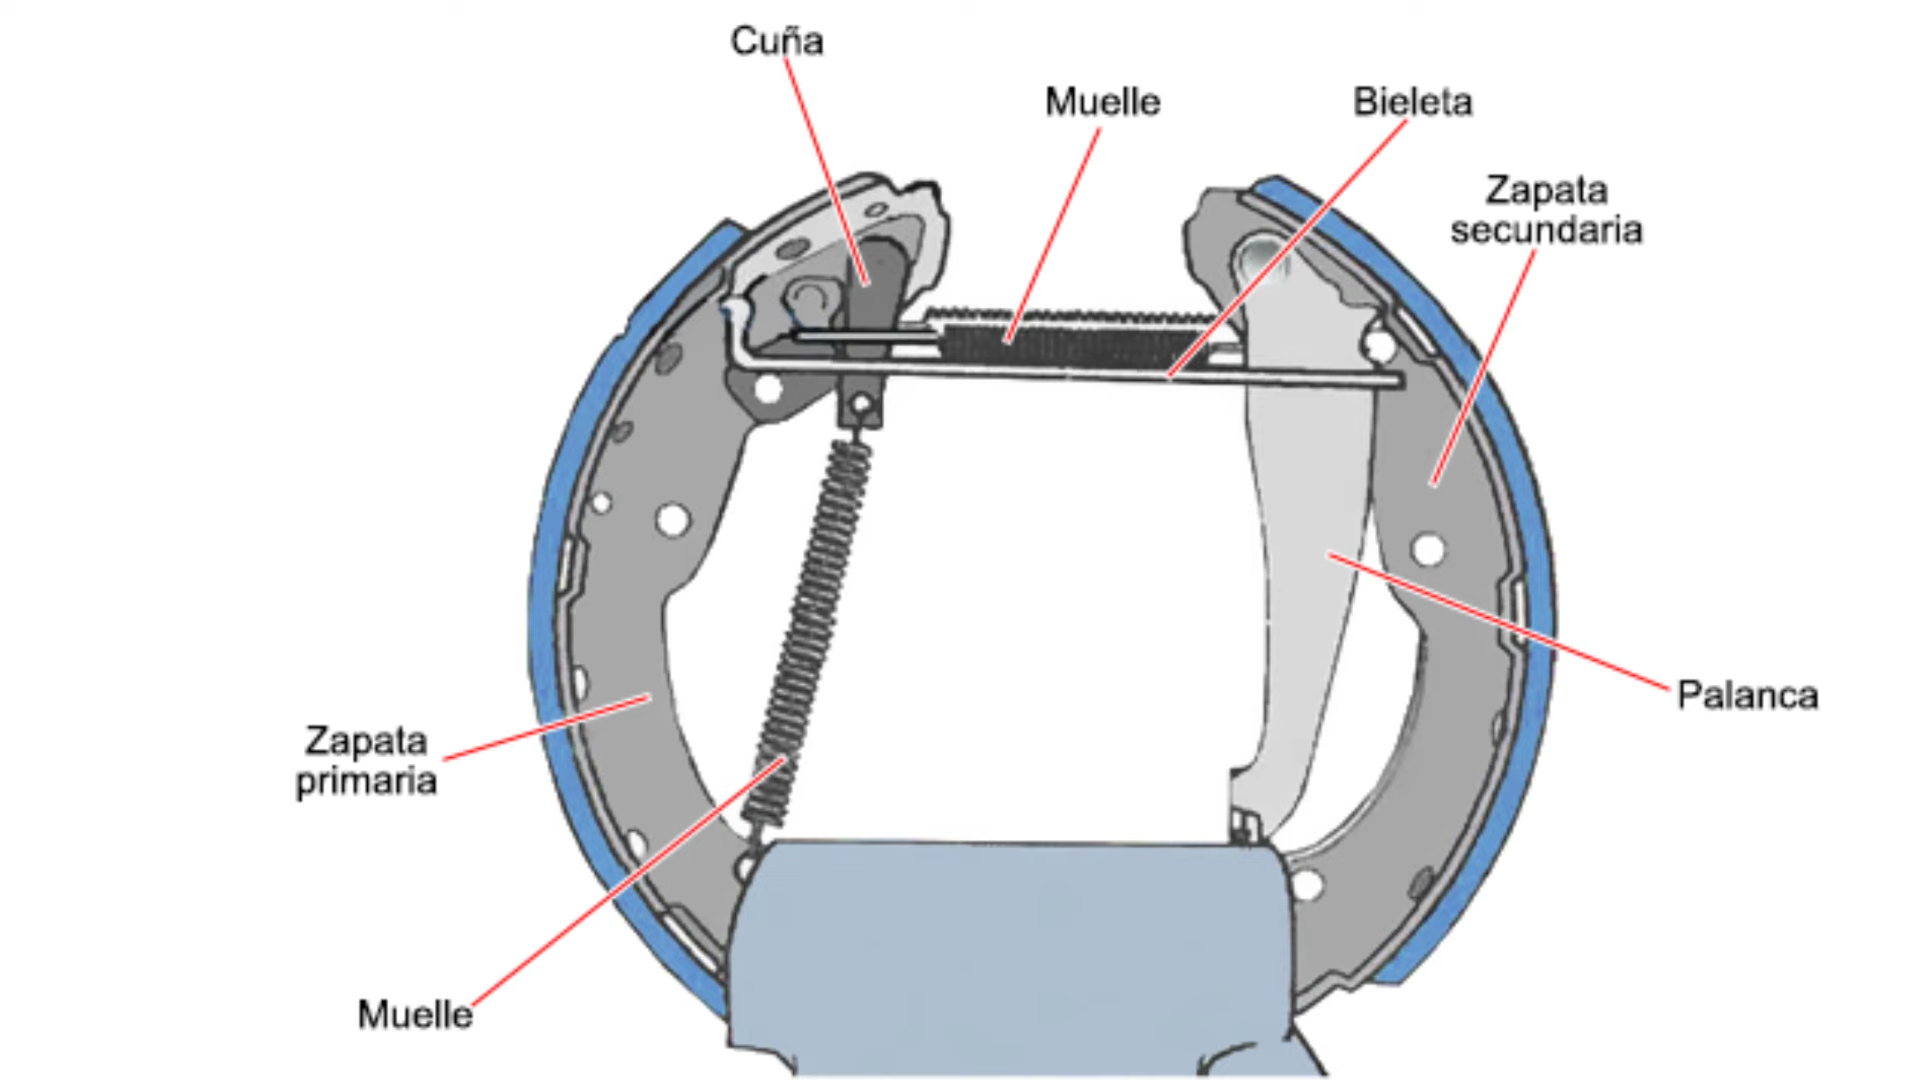 Cuña
Muelle
Bieleta
Zapata
secundaria
Palanca
Zapata
primaria
Muelle